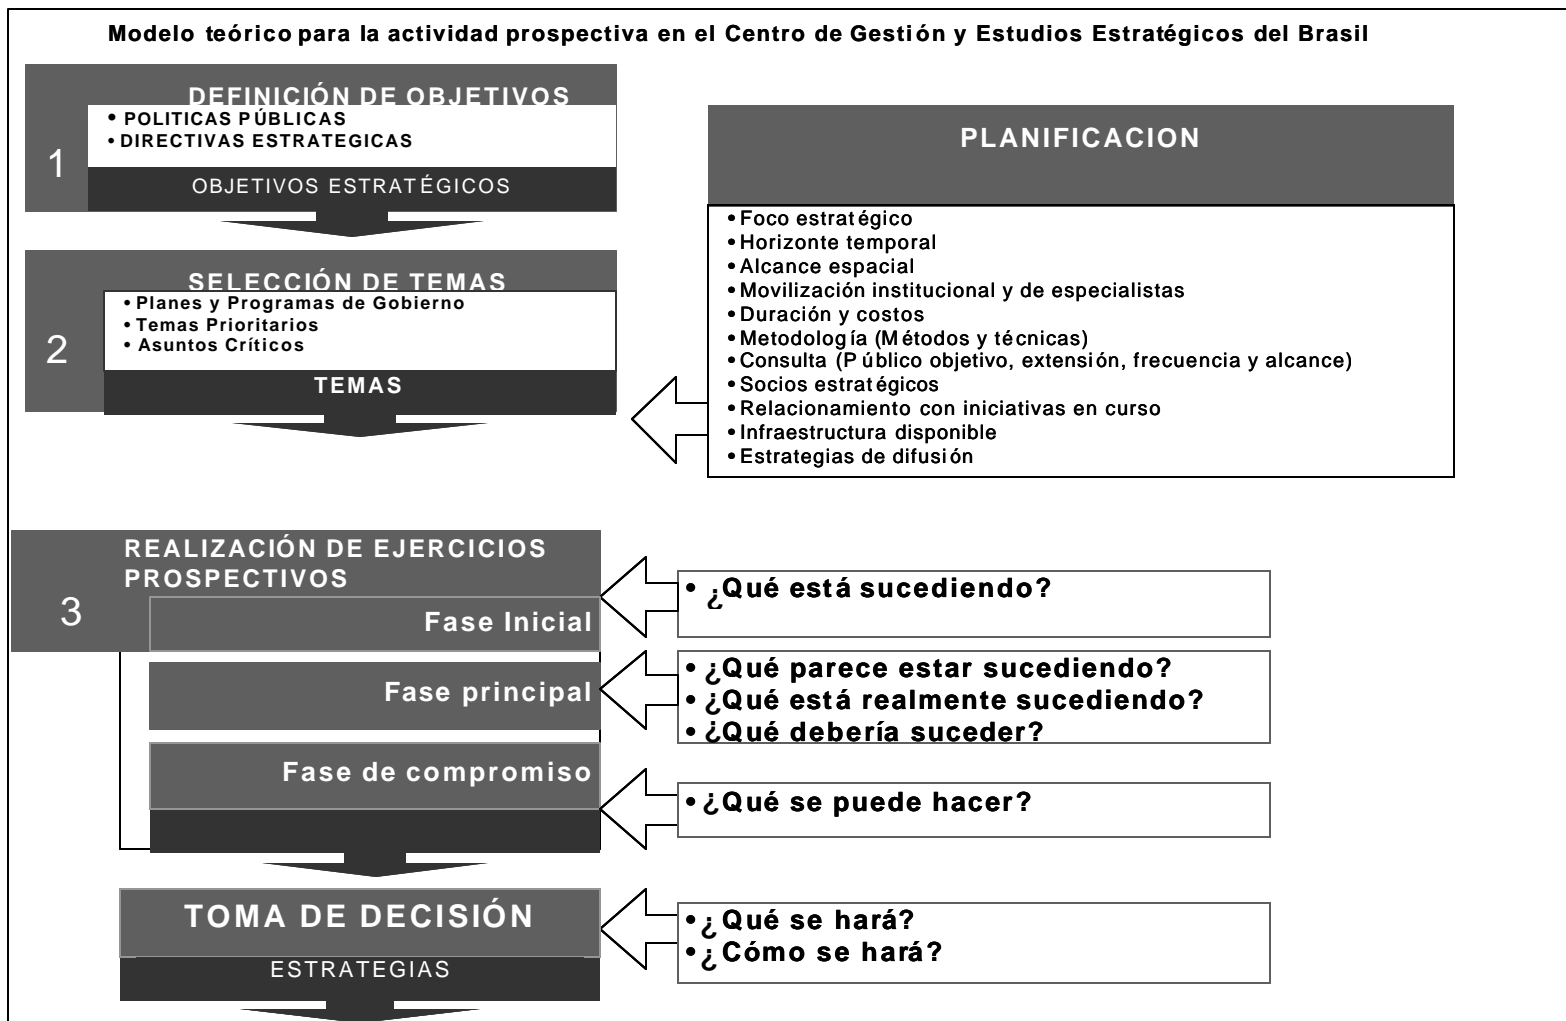 Modelo teórico para la actividad prospectiva en el Centro de Gestión y Estudios Estratégicos del Brasil
1
DEFINICIÓN DE OBJETIVOS
• POLITICAS PÚBLICAS
• DIRECTIVAS ESTRATEGICAS
OBJETIVOS ESTRATÉGICOS
2
SELECCIÓN DE TEMAS
• Planes y Programas de Gobierno
• Temas Prioritarios
• Asuntos Críticos
TEMAS
PLANIFICACION
• Foco estratégico
• Horizonte temporal
• Alcance espacial
• Movilización institucional y de especialistas
• Duración y costos
• Metodología (Métodos y técnicas)
• Consulta (Público objetivo, extensión, frecuencia y alcance)
• Socios estratégicos
• Relacionamiento con iniciativas en curso
• Infraestructura disponible
• Estrategias de difusión
3
REALIZACIÓN DE EJERCICIOS
PROSPECTIVOS
Fase Inicial
• ¿Qué está sucediendo?
Fase principal
• ¿Qué parece estar sucediendo?
• ¿Qué está realmente sucediendo?
• ¿Qué debería suceder?
Fase de compromiso
• ¿Qué se puede hacer?
TOMA DE DECISIÓN
ESTRATEGIAS
• ¿Qué se hará?
• ¿Cómo se hará?